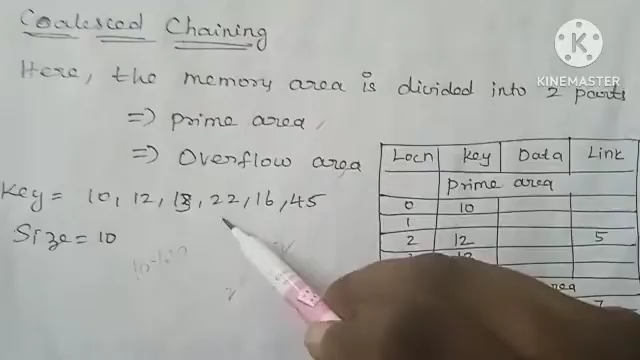 Coalesced Chaining
KINEMASTER
Here, the memory area is divided into 2 parts
=> prime area,
=> Overflow area
Key = 10, 12, 13, 22, 16, 45
Size = 10
Locn key Data Link
prime area
0 10
1
2 12 5